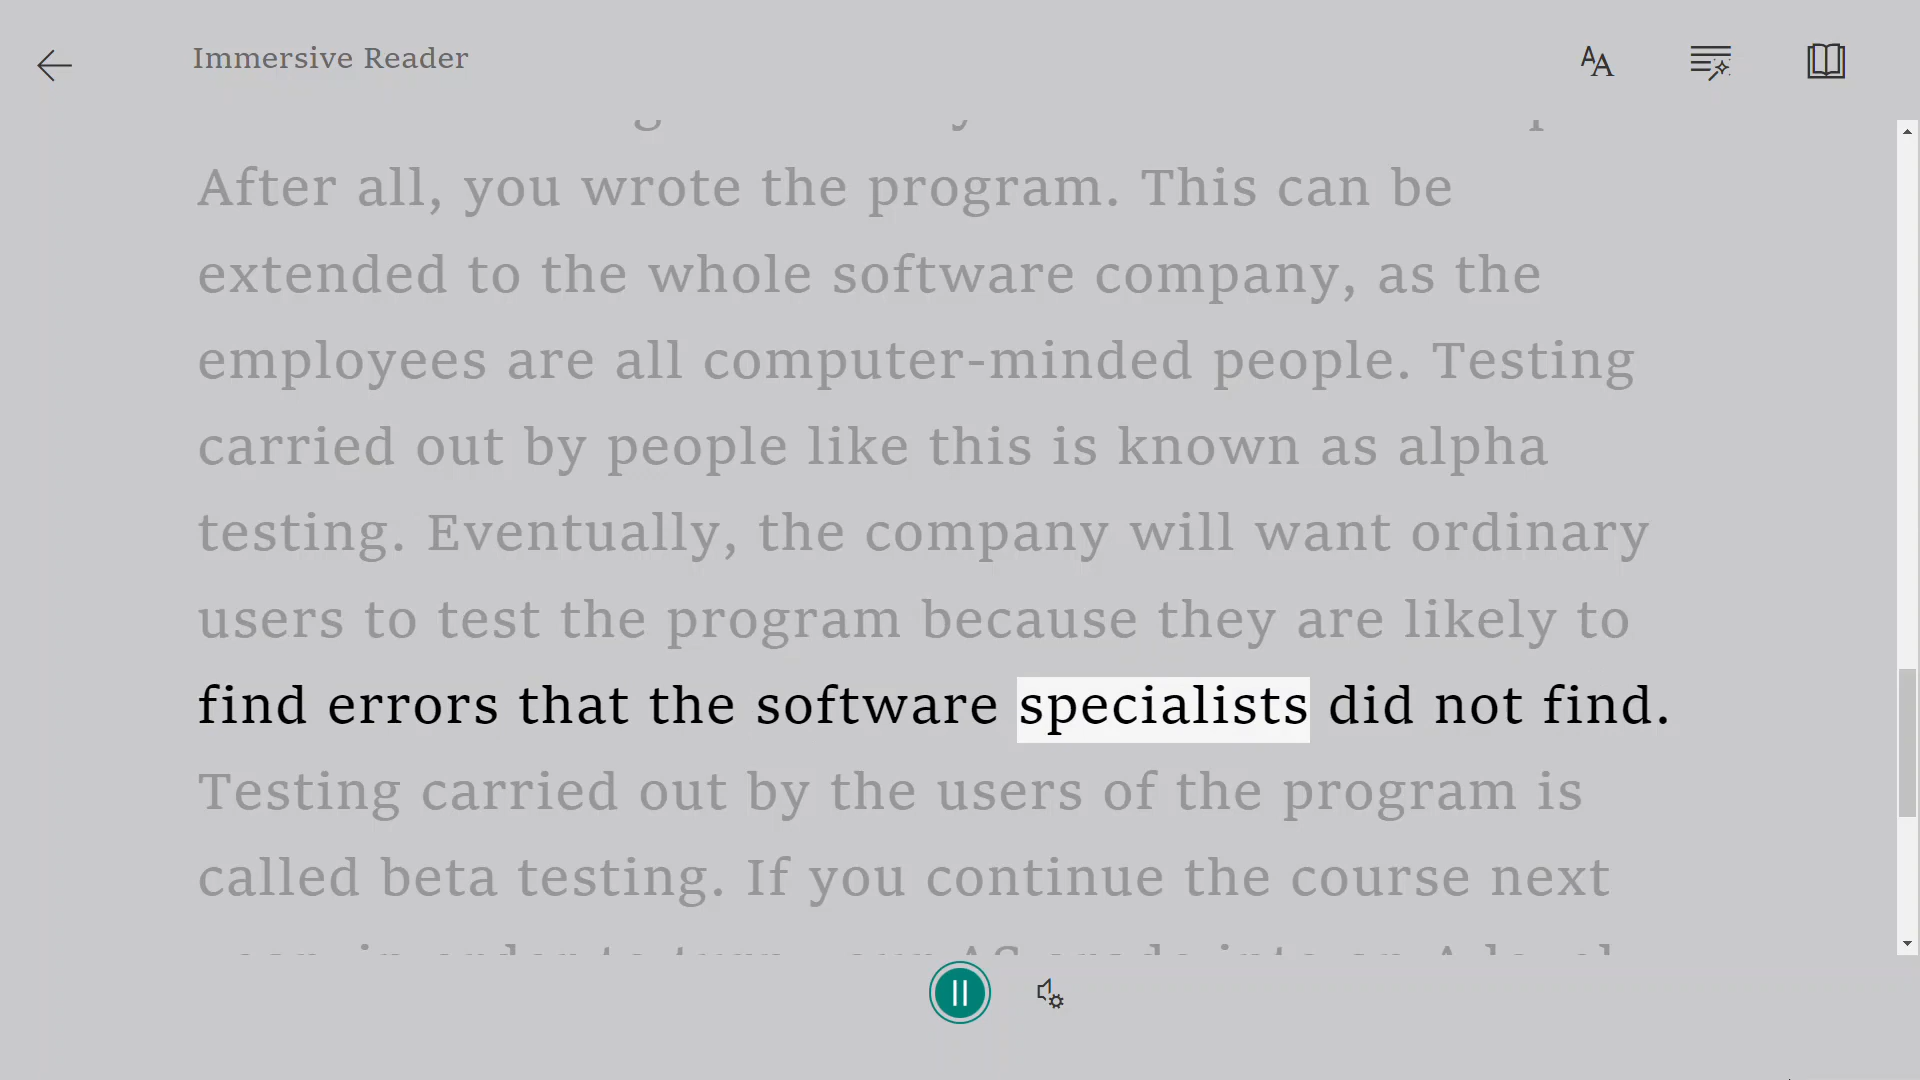 Immersive Reader
After all, you wrote the program. This can be
extended to the whole software company, as the
employees are all computer-minded people. Testing
carried out by people like this is known as alpha
testing. Eventually, the company will want ordinary
users to test the program because they are likely to
find errors that the software specialists did not find.
Testing carried out by the users of the program is
called beta testing. If you continue the course next